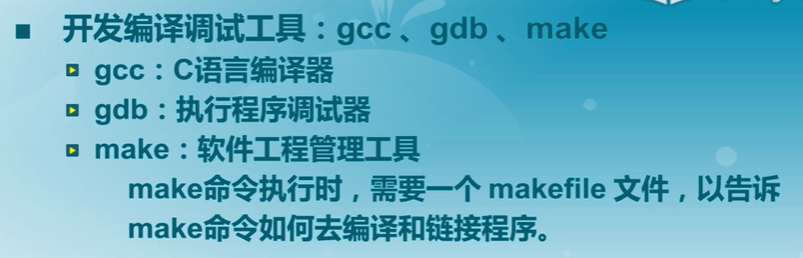 开发编译调试工具：gcc 、gdb 、make
gcc：C语言编译器
gdb：执行程序调试器
make：软件工程管理工具
make命令执行时，需要一个 makefile 文件，以告诉
make命令如何去编译和链接程序。